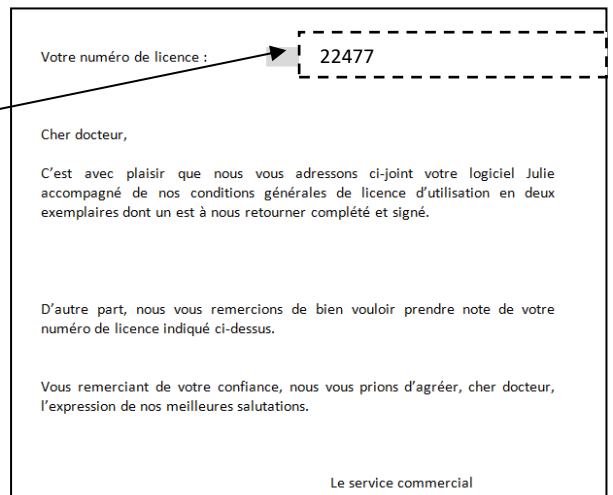 Votre numéro de licence : 22477
Cher docteur,
C'est avec plaisir que nous vous adressons ci-joint votre logiciel Julie
accompagné de nos conditions générales de licence d'utilisation en deux
exemplaires dont un est à nous retourner complété et signé.
D'autre part, nous vous remercions de bien vouloir prendre note de votre
numéro de licence indiqué ci-dessus.
Vous remerciant de votre confiance, nous vous prions d'agréer, cher docteur,
l'expression de nos meilleures salutations.
Le service commercial